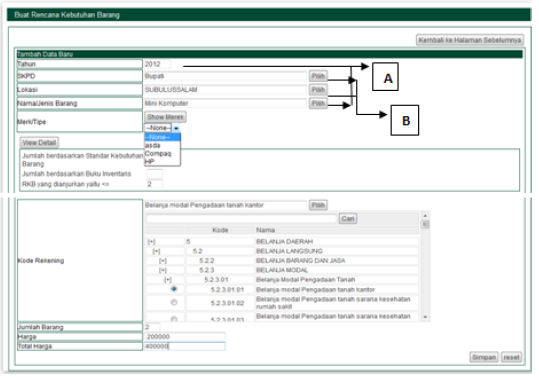 Buat Rencana Kebutuhan Barang
Kembali ke Halaman Sebelumnya
Tambah Data Baru
Tahun 2012
SKPD Bupati Pilih
Lokasi SUBULUSSALAM Pilih
Nama/Jenis Barang Mini Komputer Pilih
A
B
Merk/Tipe Show Merek
--None--
--None--
asda
Compaq
HP
View Detail
Jumlah berdasarkan Standar Kebutuhan
Barang
Jumlah berdasarkan Buku Inventaris
RKB yang dianjurkan yaitu <= 2
Belanja modal Pengadaan tanah kantor Pilih
Cari
Kode Nama
[+] 5 BELANJA DAERAH
[+] 5.2 BELANJA LANGSUNG
[+] 5.2.2 BELANJA BARANG DAN JASA
[+] 5.2.3 BELANJA MODAL
Kode Rekening
[+] 5.2.3.01 Belanja Modal Pengadaan Tanah
5.2.3.01.01 Belanja modal Pengadaan tanah kantor
5.2.3.01.02 Belanja modal Pengadaan tanah sarana kesehatan
rumah sakit
5.2.3.01.03 Belanja modal Pengadaan tanah sarana kesehatan
Jumlah Barang 2
Harga 200000
Total Harga 400000
Simpan reset